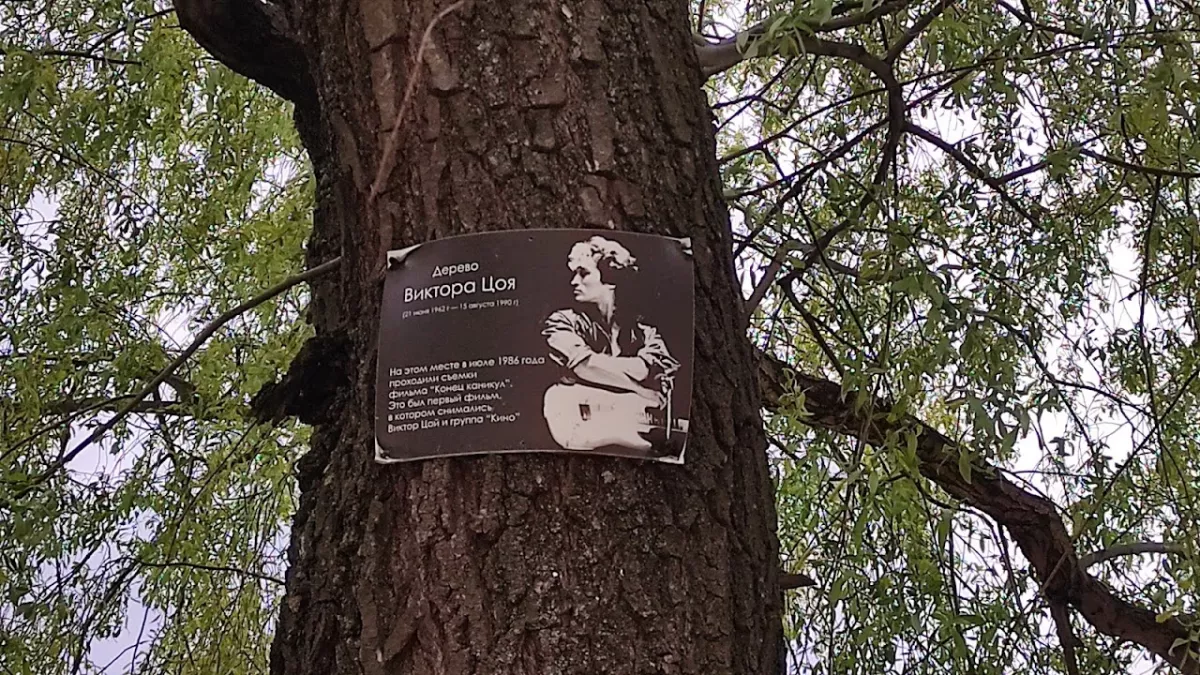 Дерево
Виктора Цоя
(21 июня 1962 г — 15 августа 1990 г)
На этом месте в июле 1986 года
проходили съемки
фильма "Конец каникул".
Это был первый фильм,
в котором снимались
Виктор Цой и группа "Кино"